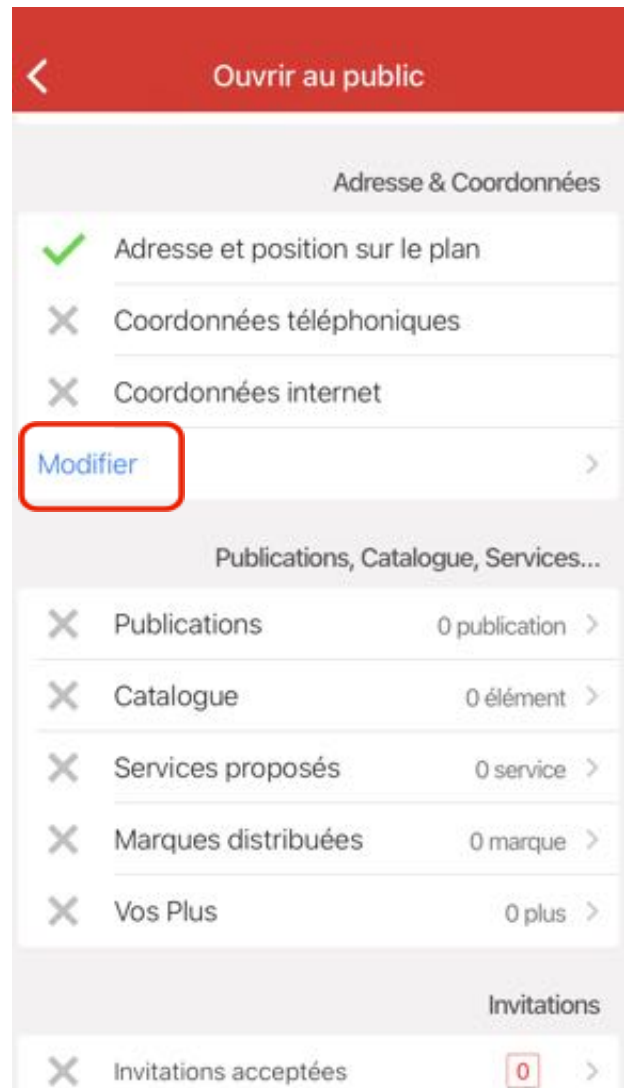 Ouvrir au public
Adresse & Coordonnées
Adresse et position sur le plan
Coordonnées téléphoniques
Coordonnées internet
Modifier
Publications, Catalogue, Services...
Publications 0 publication
Catalogue 0 élément
Services proposés 0 service
Marques distribuées 0 marque
Vos Plus 0 plus
Invitations
Invitations acceptées 0